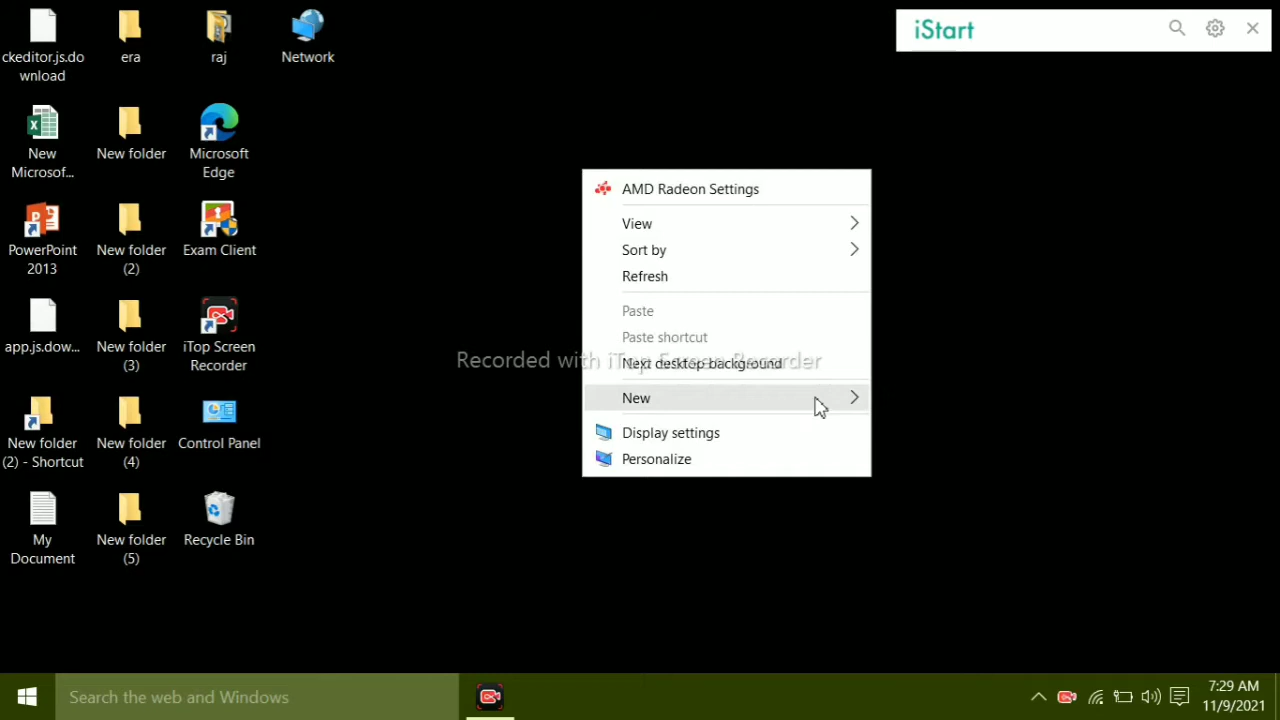 ckeditor.js.do
wnload
era
raj
Network
New
Microsof...
New folder
Microsoft
Edge
PowerPoint
2013
New folder
(2)
Exam Client
app.js.dow...
New folder
(3)
iTop Screen
Recorder
New folder
(2) - Shortcut
New folder
(4)
Control Panel
My
Document
New folder
(5)
Recycle Bin
iStart
AMD Radeon Settings
View
Sort by
Refresh
Paste
Paste shortcut
Next desktop background
Recorded with iTop Screen Recorder
New
Display settings
Personalize
Search the web and Windows
7:29 AM
11/9/2021